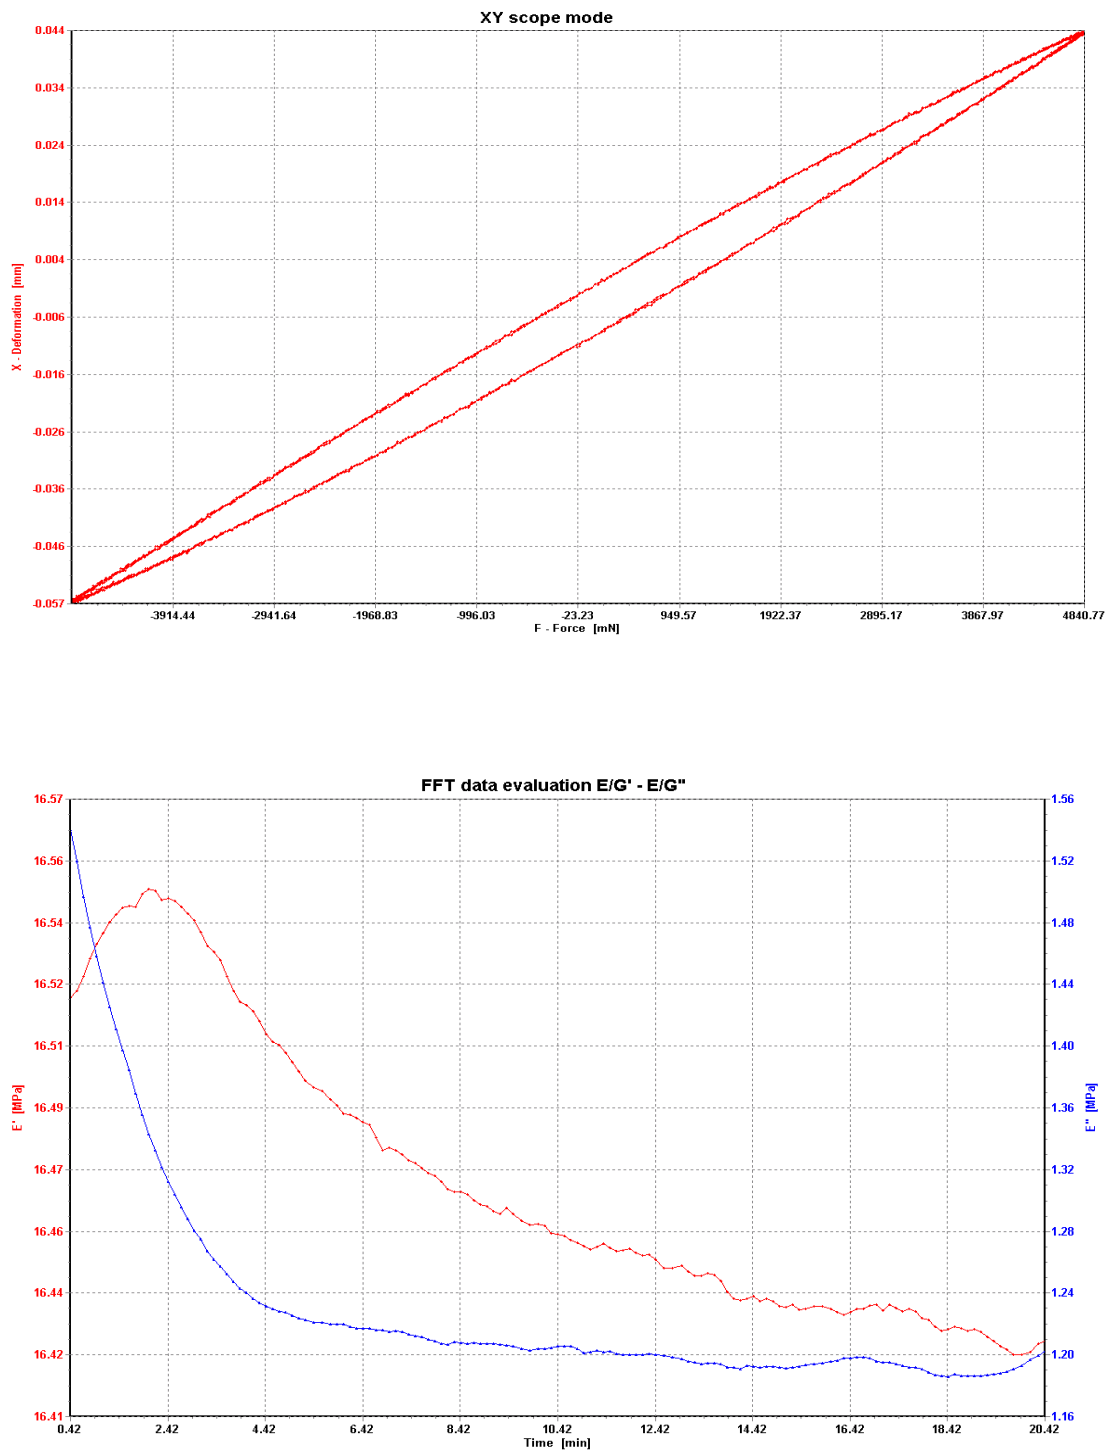 XY scope mode
0.044
0.034
0.024
0.014
0.004
-0.006
-0.016
-0.026
-0.036
-0.046
-0.057
X - Deformation [mm]
-3914.44 -2941.64 -1968.83 -996.03 -23.23 949.57 1922.37 2895.17 3867.97 4840.77
F - Force [mN]
FFT data evaluation E/G' - E/G"
16.57 1.56
16.56 1.52
16.54 1.48
16.52 1.44
16.51 1.40
16.49 1.36
16.47 1.32
16.46 1.28
16.44 1.24
16.42 1.20
16.41 1.16
E' [MPa]
E" [MPa]
0.42 2.42 4.42 6.42 8.42 10.42 12.42 14.42 16.42 18.42 20.42
Time [min]